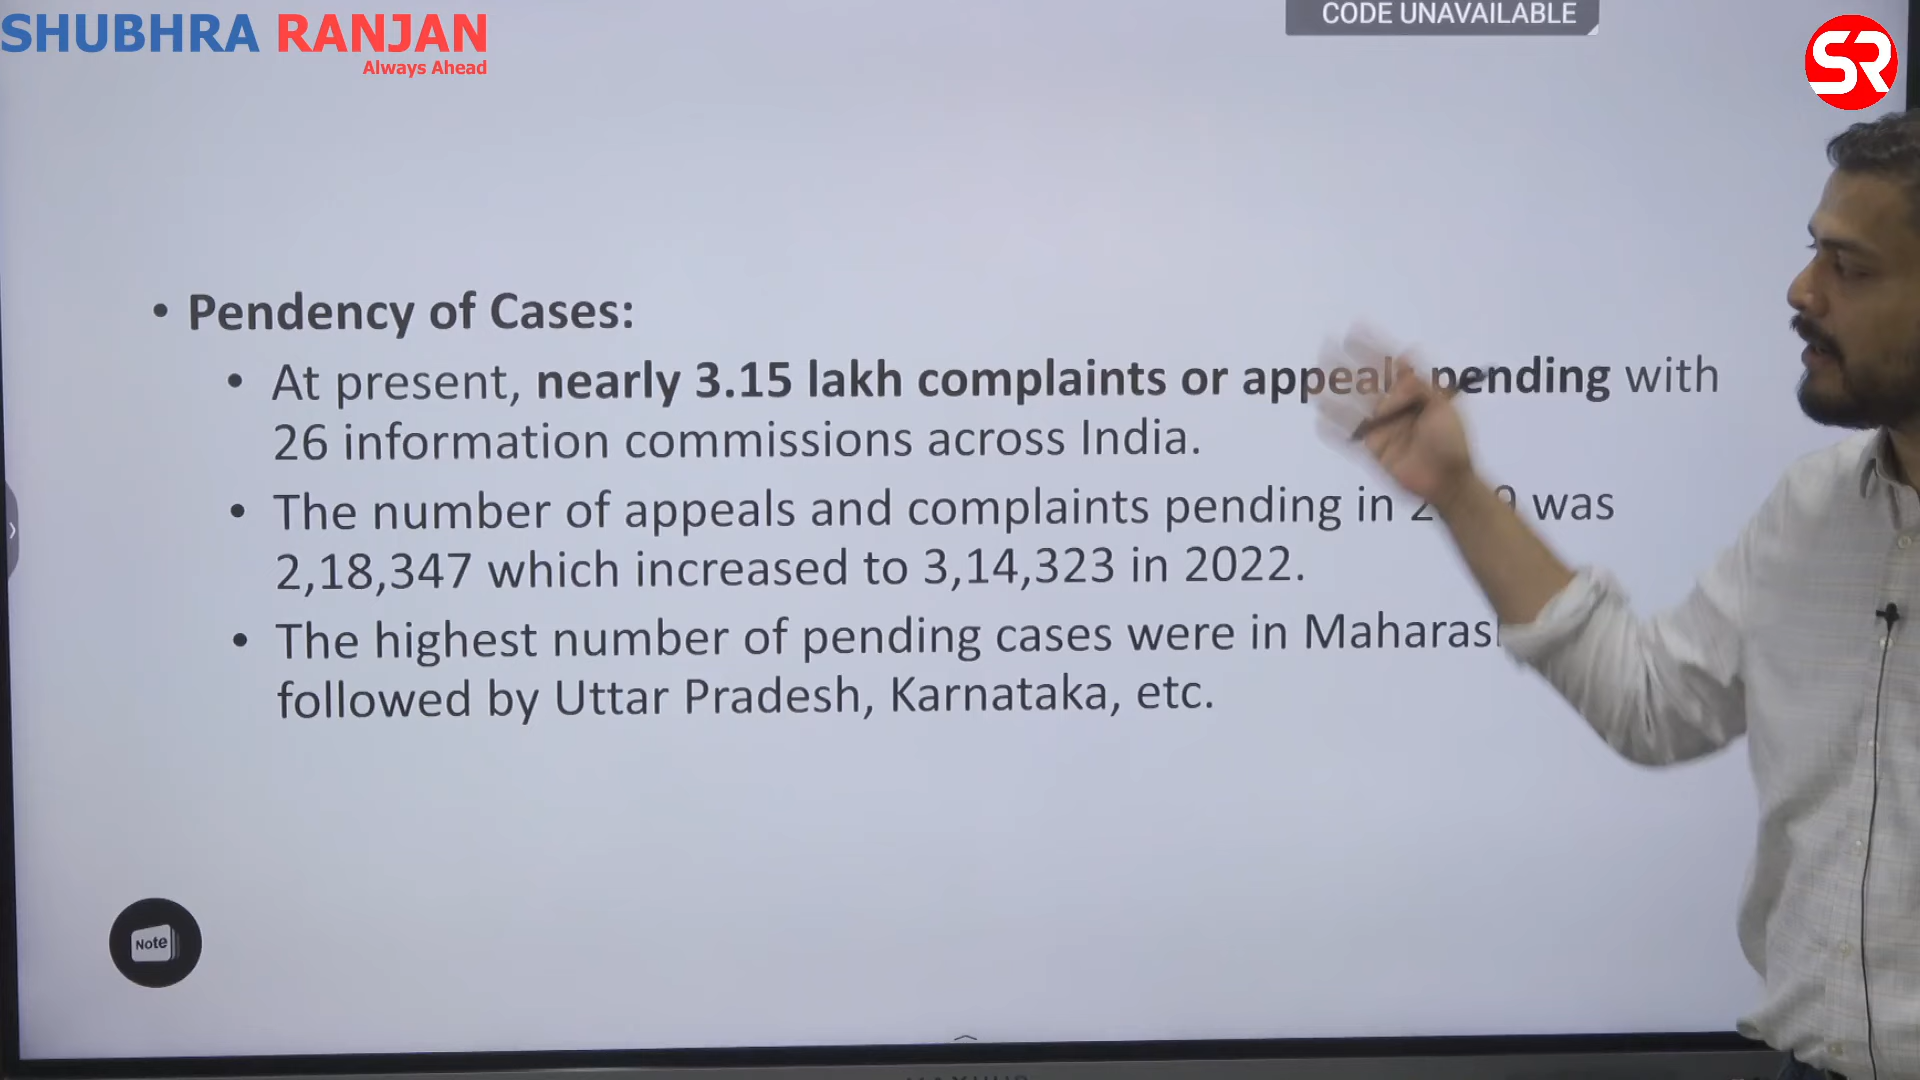 SHUBHRA RANJAN
Always Ahead
CODE UNAVAILABLE
SR
• Pendency of Cases:
• At present, nearly 3.15 lakh complaints or appeals pending with
26 information commissions across India.
• The number of appeals and complaints pending in was
2,18,347 which increased to 3,14,323 in 2022.
• The highest number of pending cases were in
followed by Uttar Pradesh, Karnataka, etc.
Note